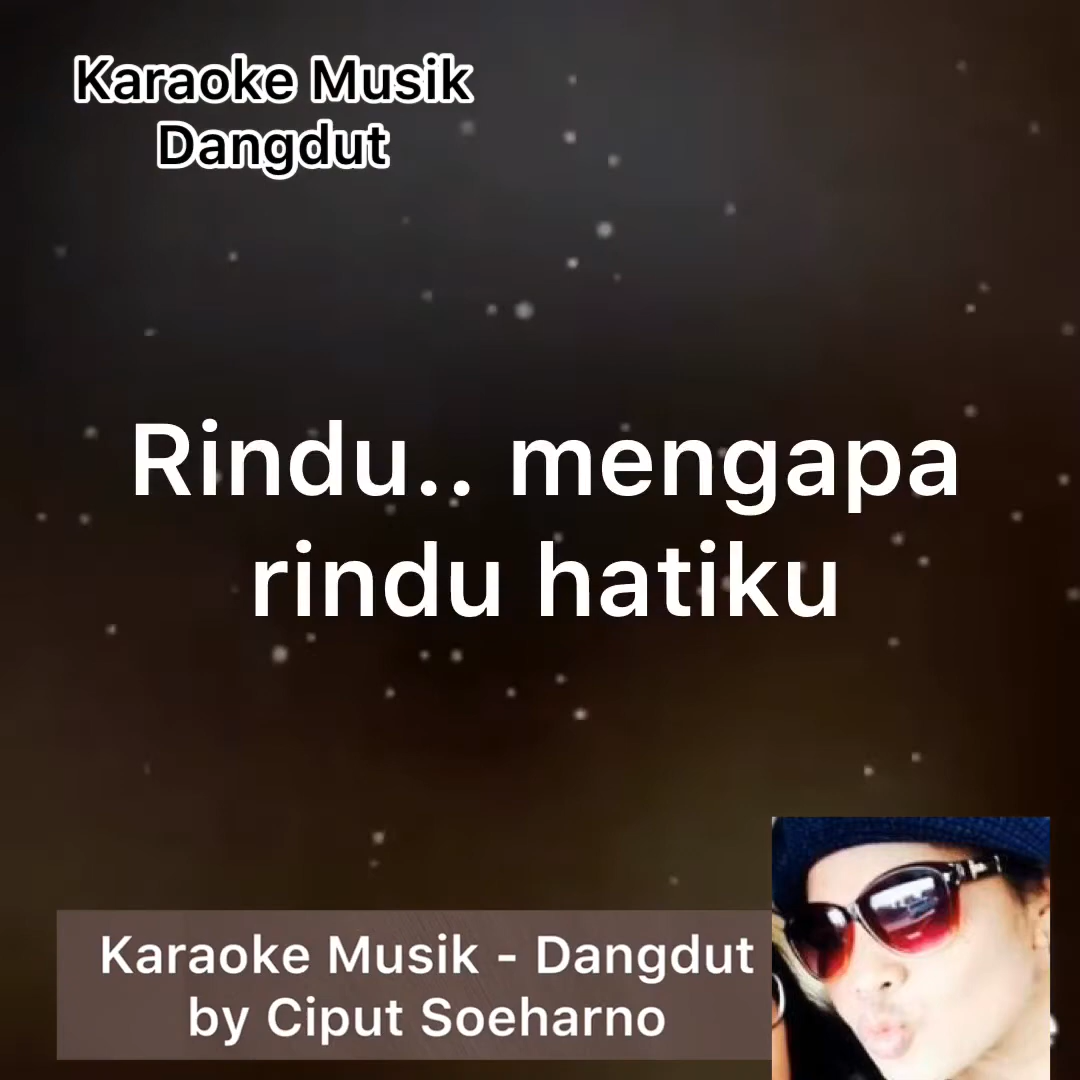 Karaoke Musik
Dangdut
Rindu.. mengapa
rindu hatiku
Karaoke Musik - Dangdut
by Ciput Soeharno